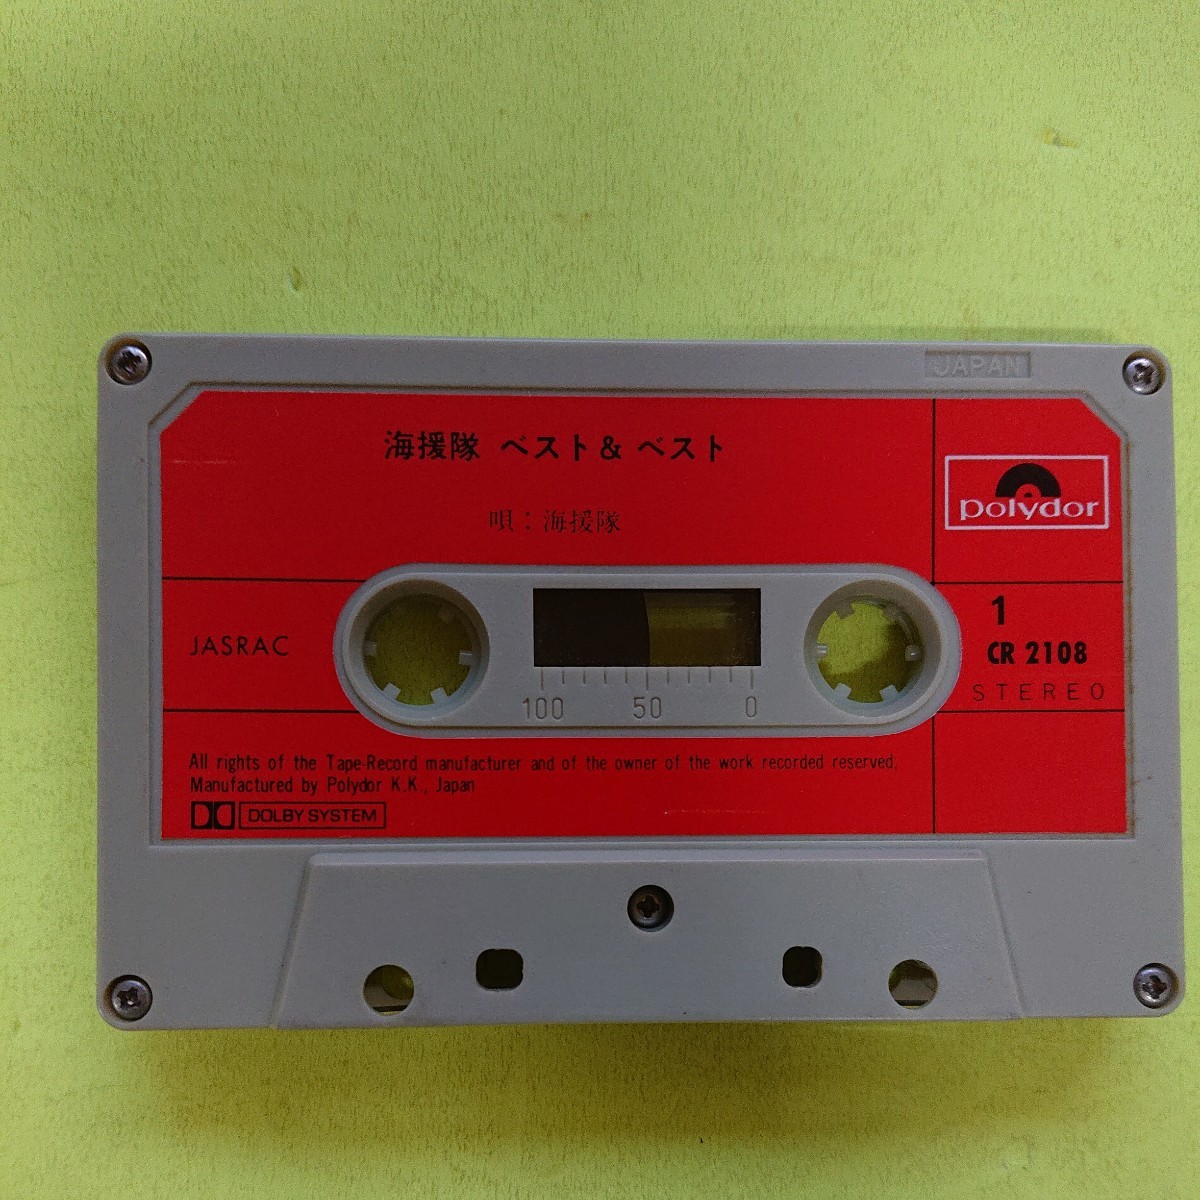 JAPAN
海援隊 ベスト & ベスト
polydor
唄：海援隊
JASRAC
1
CR 2108
STEREO
100 50 0
All rights of the Tape-Record manufacturer and of the owner of the work recorded reserved.
Manufactured by Polydor K.K., Japan
DOLBY SYSTEM